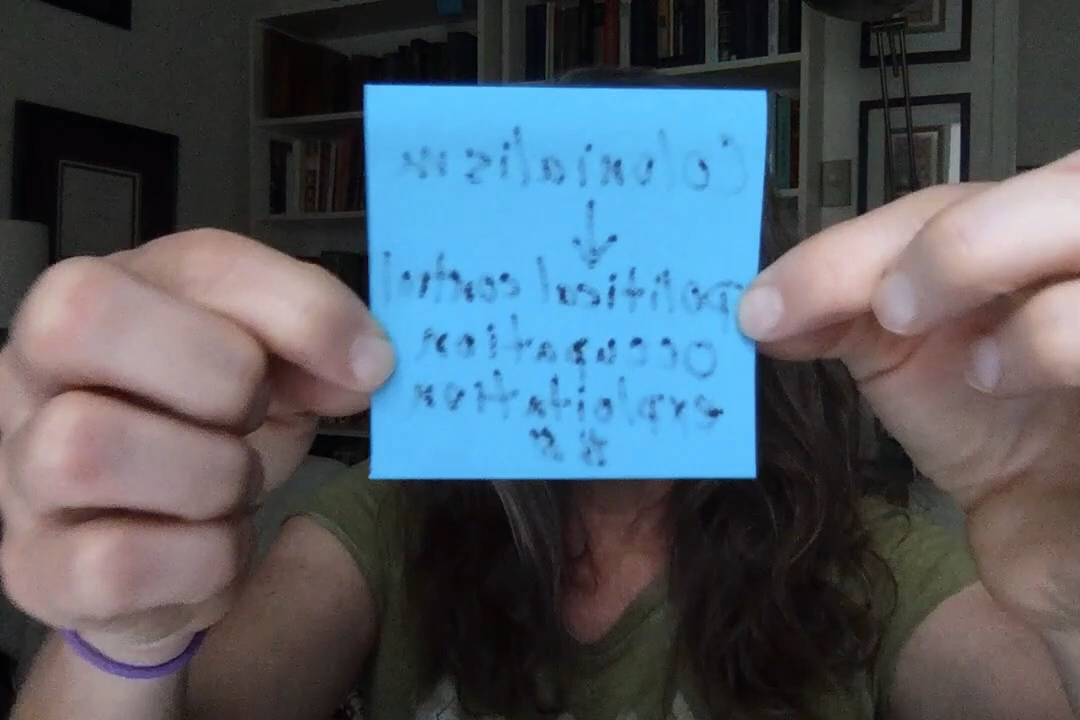 Colonialism
↓
political control
occupation
exploitation